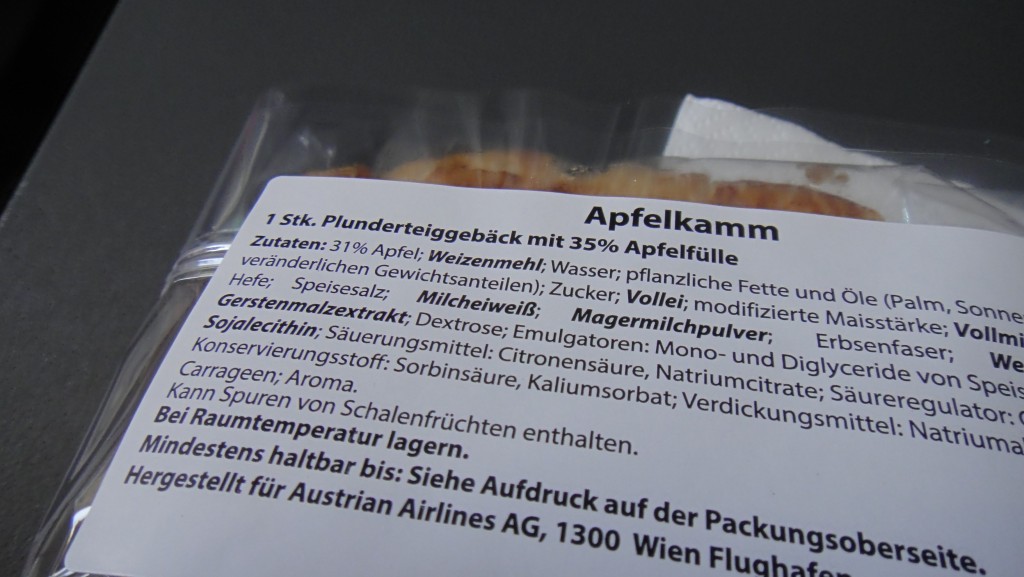 Apfelkamm
1 Stk. Plunderteiggebäck mit 35% Apfelfülle
Zutaten: 31% Apfel; Weizenmehl; Wasser; pflanzliche Fette und Öle (Palm, Sonne
veränderlichen Gewichtsanteilen); Zucker; Vollei; modifizierte Maisstärke; Vollmi
Hefe; Speisesalz; Milcheiweiß; Magermilchpulver; Erbsenfaser; We
Gerstenmalzextrakt; Dextrose; Emulgatoren: Mono- und Diglyceride von Speis
Sojalecithin; Säuerungsmittel: Citronensäure, Natriumcitrate; Säureregulator:
Konservierungsstoff: Sorbinsäure, Kaliumsorbat; Verdickungsmittel: Natriumal
Carrageen; Aroma.
Kann Spuren von Schalenfrüchten enthalten.
Bei Raumtemperatur lagern.
Mindestens haltbar bis: Siehe Aufdruck auf der Packungsoberseite.
Hergestellt für Austrian Airlines AG, 1300 Wien Flughafen